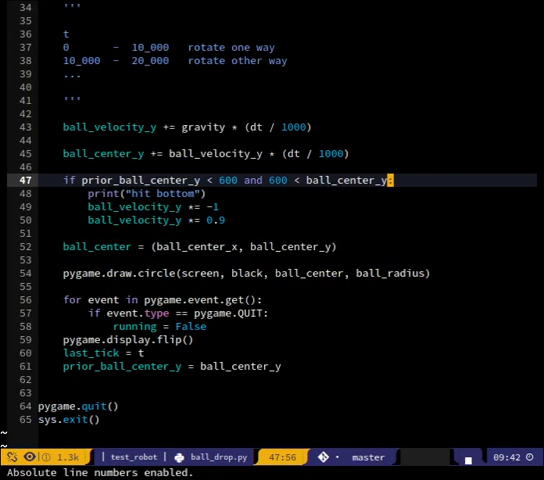 34 '''
35
36 t
37 0 - 10_000 rotate one way
38 10_000 - 20_000 rotate other way
39 ...
40
41 '''
42
43 ball_velocity_y += gravity * (dt / 1000)
44
45 ball_center_y += ball_velocity_y * (dt / 1000)
46
47 if prior_ball_center_y < 600 and 600 < ball_center_y:
48 print("hit bottom")
49 ball_velocity_y *= -1
50 ball_velocity_y *= 0.9
51
52 ball_center = (ball_center_x, ball_center_y)
53
54 pygame.draw.circle(screen, black, ball_center, ball_radius)
55
56 for event in pygame.event.get():
57 if event.type == pygame.QUIT:
58 running = False
59 pygame.display.flip()
60 last_tick = t
61 prior_ball_center_y = ball_center_y
62
63
64 pygame.quit()
65 sys.exit()
~
~
1.3k | test_robot ball_drop.py 47:56 master 09:42
Absolute line numbers enabled.